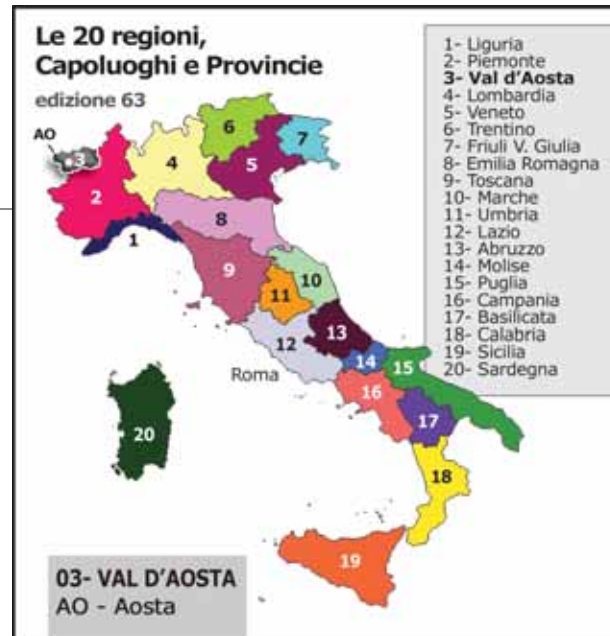 Le 20 regioni,
Capoluoghi e Provincie
edizione 63
1- Liguria
2- Piemonte
3- Val d'Aosta
4- Lombardia
5- Veneto
6- Trentino
7- Friuli V. Giulia
8- Emilia Romagna
9- Toscana
10- Marche
11- Umbria
12- Lazio
13- Abruzzo
14- Molise
15- Puglia
16- Campania
17- Basilicata
18- Calabria
19- Sicilia
20- Sardegna
AO
3
6
7
4
5
2
8
1
9
10
11
13
12
14
Roma
15
16
17
20
18
19
03- VAL D'AOSTA
AO - Aosta